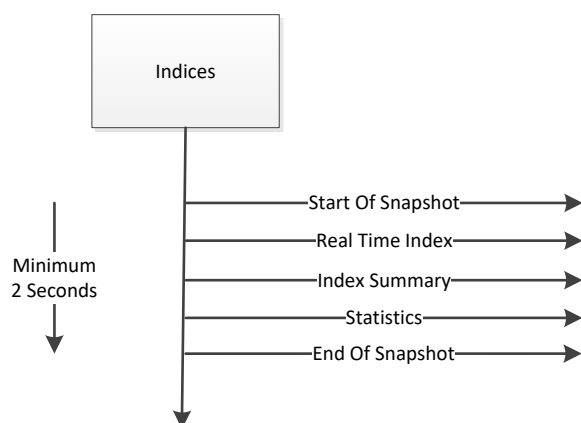 Indices
Start Of Snapshot
Real Time Index
Minimum
2 Seconds
Index Summary
Statistics
End Of Snapshot